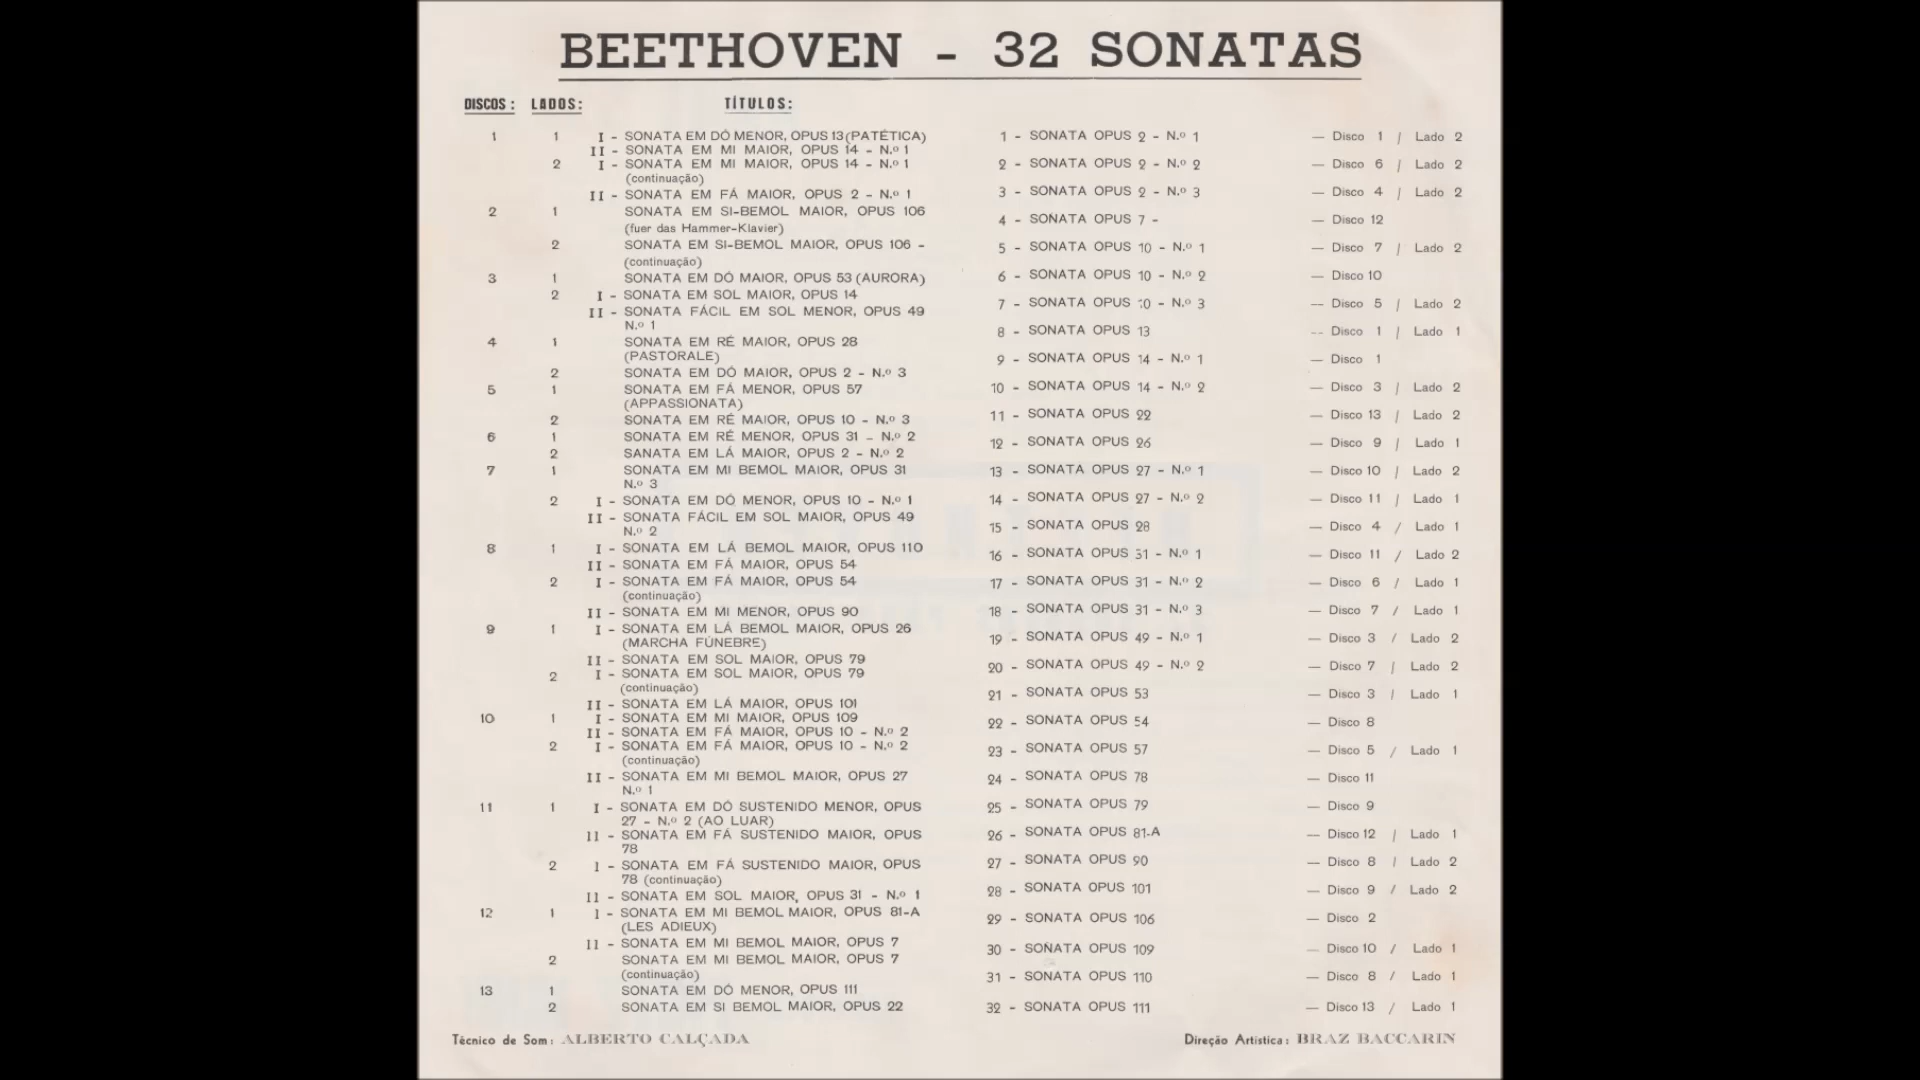 BEETHOVEN - 32 SONATAS
DISCOS: LADOS: TÍTULOS:
1 1 I - SONATA EM DÓ MENOR, OPUS 13 (PATÉTICA)
II - SONATA EM MI MAIOR, OPUS 14 - N.º 1
2 I - SONATA EM MI MAIOR, OPUS 14 - N.º 1
(continuação)
II - SONATA EM FÁ MAIOR, OPUS 2 - N.º 1
2 1 SONATA EM SI-BEMOL MAIOR, OPUS 106
(fuer das Hammer-Klavier)
2 SONATA EM SI-BEMOL MAIOR, OPUS 106 -
(continuação)
3 1 SONATA EM DÓ MAIOR, OPUS 53 (AURORA)
2 I - SONATA EM SOL MAIOR, OPUS 14
II - SONATA FÁCIL EM SOL MENOR, OPUS 49
N.º 1
4 1 SONATA EM RÉ MAIOR, OPUS 28
(PASTORALE)
2 SONATA EM DÓ MAIOR, OPUS 2 - N.º 3
5 1 SONATA EM FÁ MENOR, OPUS 57
(APPASSIONATA)
2 SONATA EM RÉ MAIOR, OPUS 10 - N.º 3
6 1 SONATA EM RÉ MENOR, OPUS 31 - N.º 2
2 SANATA EM LÁ MAIOR, OPUS 2 - N.º 2
7 1 SONATA EM MI BEMOL MAIOR, OPUS 31
N.º 3
2 I - SONATA EM DÓ MENOR, OPUS 10 - N.º 1
II - SONATA FÁCIL EM SOL MAIOR, OPUS 49
N.º 2
8 1 I - SONATA EM LÁ BEMOL MAIOR, OPUS 110
II - SONATA EM FÁ MAIOR, OPUS 54
2 I - SONATA EM FÁ MAIOR, OPUS 54
(continuação)
II - SONATA EM MI MENOR, OPUS 90
9 1 I - SONATA EM LÁ BEMOL MAIOR, OPUS 26
(MARCHA FÚNEBRE)
II - SONATA EM SOL MAIOR, OPUS 79
2 I - SONATA EM SOL MAIOR, OPUS 79
(continuação)
II - SONATA EM LÁ MAIOR, OPUS 101
10 1 I - SONATA EM MI MAIOR, OPUS 109
II - SONATA EM FÁ MAIOR, OPUS 10 - N.º 2
2 I - SONATA EM FÁ MAIOR, OPUS 10 - N.º 2
(continuação)
II - SONATA EM MI BEMOL MAIOR, OPUS 27
N.º 1
11 1 I - SONATA EM DÓ SUSTENIDO MENOR, OPUS
27 - N.º 2 (AO LUAR)
II - SONATA EM FÁ SUSTENIDO MAIOR, OPUS
78
2 I - SONATA EM FÁ SUSTENIDO MAIOR, OPUS
78 (continuação)
II - SONATA EM SOL MAIOR, OPUS 31 - N.º 1
12 1 I - SONATA EM MI BEMOL MAIOR, OPUS 81-A
(LES ADIEUX)
II - SONATA EM MI BEMOL MAIOR, OPUS 7
2 SONATA EM MI BEMOL MAIOR, OPUS 7
(continuação)
13 1 SONATA EM DÓ MENOR, OPUS 111
2 SONATA EM SI BEMOL MAIOR, OPUS 22
1 - SONATA OPUS 2 - N.º 1 — Disco 1 / Lado 2
2 - SONATA OPUS 2 - N.º 2 — Disco 6 / Lado 2
3 - SONATA OPUS 2 - N.º 3 — Disco 4 / Lado 2
4 - SONATA OPUS 7 - — Disco 12
5 - SONATA OPUS 10 - N.º 1 — Disco 7 / Lado 2
6 - SONATA OPUS 10 - N.º 2 — Disco 10
7 - SONATA OPUS 10 - N.º 3 — Disco 5 / Lado 2
8 - SONATA OPUS 13 — Disco 1 / Lado 1
9 - SONATA OPUS 14 - N.º 1 — Disco 1
10 - SONATA OPUS 14 - N.º 2 — Disco 3 / Lado 2
11 - SONATA OPUS 22 — Disco 13 / Lado 2
12 - SONATA OPUS 26 — Disco 9 / Lado 1
13 - SONATA OPUS 27 - N.º 1 — Disco 10 / Lado 2
14 - SONATA OPUS 27 - N.º 2 — Disco 11 / Lado 1
15 - SONATA OPUS 28 — Disco 4 / Lado 1
16 - SONATA OPUS 31 - N.º 1 — Disco 11 / Lado 2
17 - SONATA OPUS 31 - N.º 2 — Disco 6 / Lado 1
18 - SONATA OPUS 31 - N.º 3 — Disco 7 / Lado 1
19 - SONATA OPUS 49 - N.º 1 — Disco 3 / Lado 2
20 - SONATA OPUS 49 - N.º 2 — Disco 7 / Lado 2
21 - SONATA OPUS 53 — Disco 3 / Lado 1
22 - SONATA OPUS 54 — Disco 8
23 - SONATA OPUS 57 — Disco 5 / Lado 1
24 - SONATA OPUS 78 — Disco 11
25 - SONATA OPUS 79 — Disco 9
26 - SONATA OPUS 81-A — Disco 12 / Lado 1
27 - SONATA OPUS 90 — Disco 8 / Lado 2
28 - SONATA OPUS 101 — Disco 9 / Lado 2
29 - SONATA OPUS 106 — Disco 2
30 - SONATA OPUS 109 — Disco 10 / Lado 1
31 - SONATA OPUS 110 — Disco 8 / Lado 1
32 - SONATA OPUS 111 — Disco 13 / Lado 1
Técnico de Som: ALBERTO CALÇADA
Direção Artística: BRAZ BACCARIN